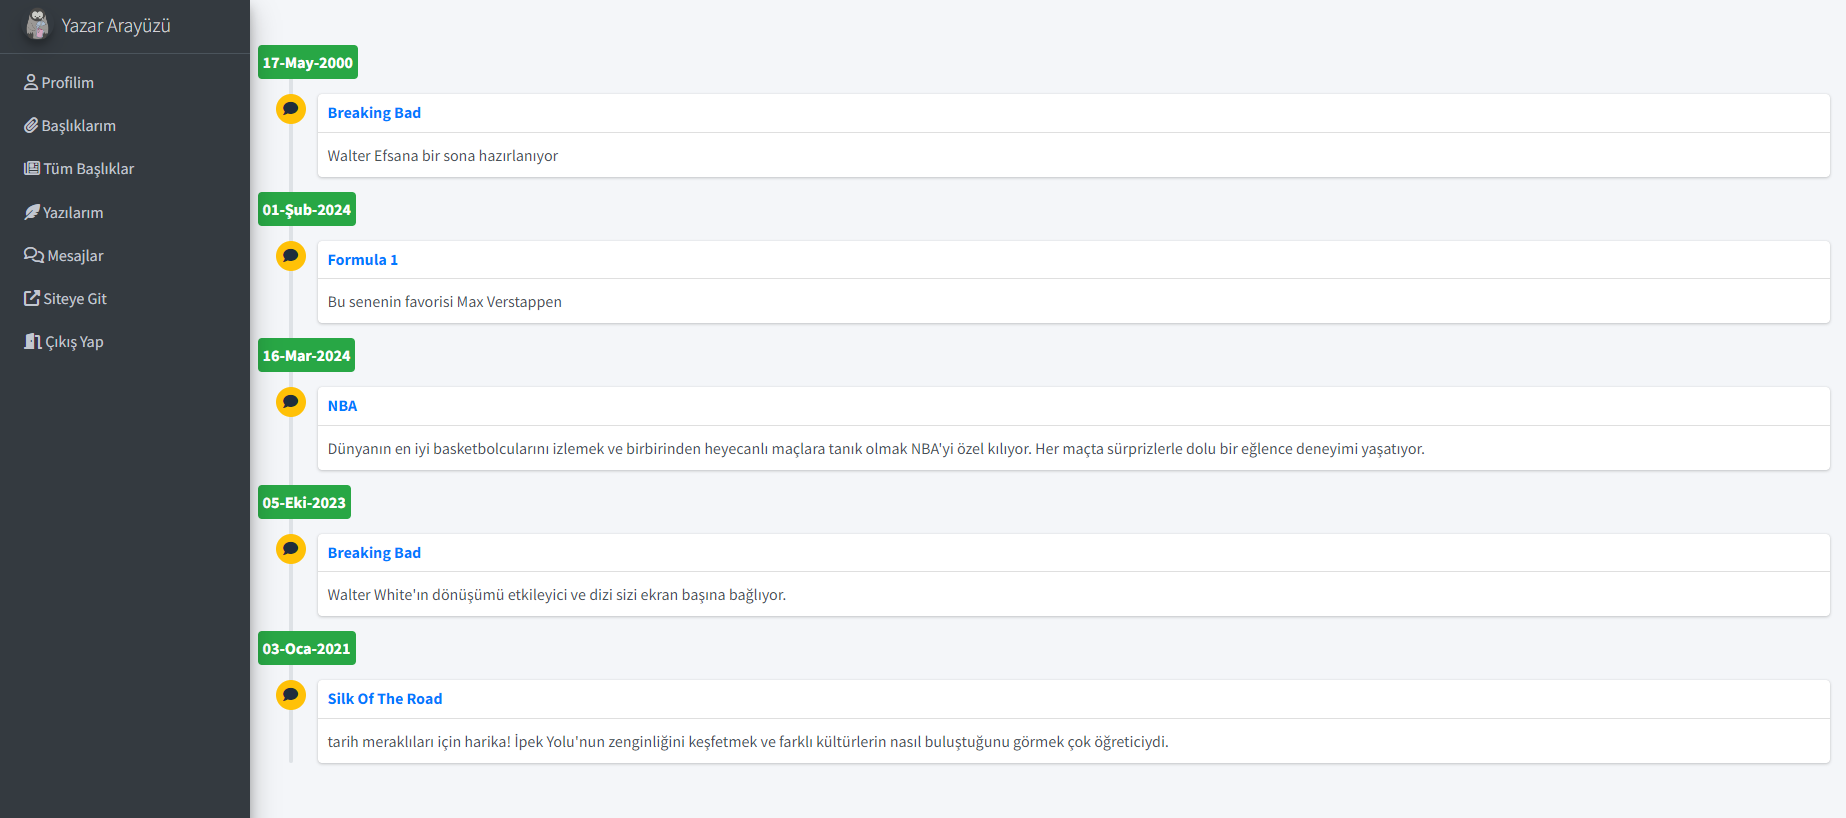 Yazar Arayüzü
Profilim
Başlıklarım
Tüm Başlıklar
Yazılarım
Mesajlar
Siteye Git
Çıkış Yap
17-May-2000
Breaking Bad
Walter Efsana bir sona hazırlanıyor
01-Şub-2024
Formula 1
Bu senenin favorisi Max Verstappen
16-Mar-2024
NBA
Dünyanın en iyi basketbolcularını izlemek ve birbirinden heyecanlı maçlara tanık olmak NBA'yi özel kılıyor. Her maçta sürprizlerle dolu bir eğlence deneyimi yaşatıyor.
05-Eki-2023
Breaking Bad
Walter White'ın dönüşümü etkileyici ve dizi sizi ekran başına bağlıyor.
03-Oca-2021
Silk Of The Road
tarih meraklıları için harika! İpek Yolu'nun zenginliğini keşfetmek ve farklı kültürlerin nasıl buluştuğunu görmek çok öğreticiydi.